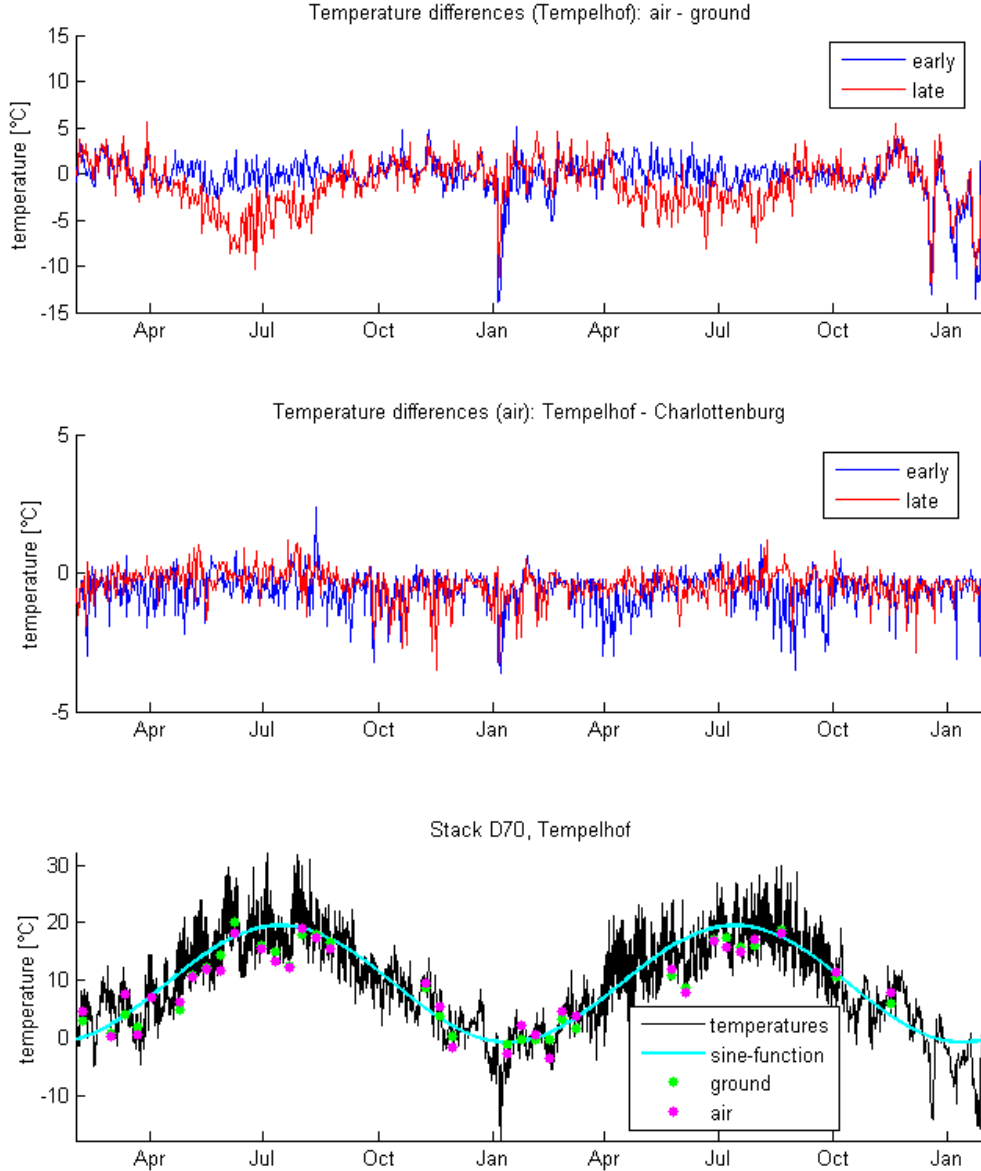 Temperature differences (Tempelhof): air - ground
15
10
5
0
-5
-10
-15
temperature [°C]
early
late
Apr Jul Oct Jan Apr Jul Oct Jan
Temperature differences (air): Tempelhof - Charlottenburg
5
0
-5
temperature [°C]
early
late
Apr Jul Oct Jan Apr Jul Oct Jan
Stack D70, Tempelhof
30
20
10
0
-10
temperature [°C]
temperatures
sine-function
ground
air
Apr Jul Oct Jan Apr Jul Oct Jan